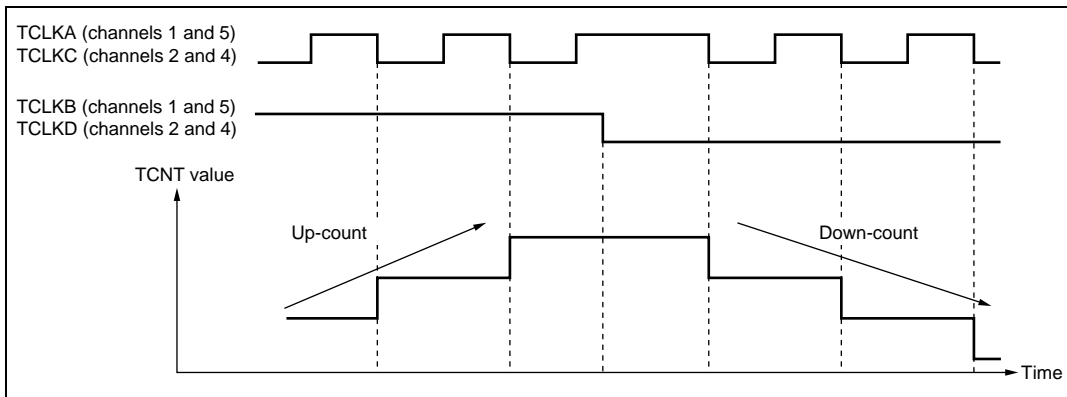 TCLKA (channels 1 and 5)
TCLKC (channels 2 and 4)
TCLKB (channels 1 and 5)
TCLKD (channels 2 and 4)
TCNT value
Up-count
Down-count
Time